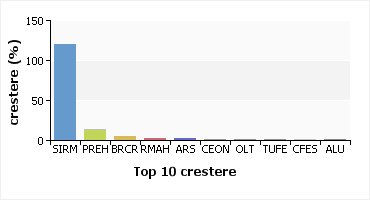 crestere (%)
150
100
50
0
SIRM PREH BRCR RMAH ARS CEON OLT TUFE CFES ALU
Top 10 crestere